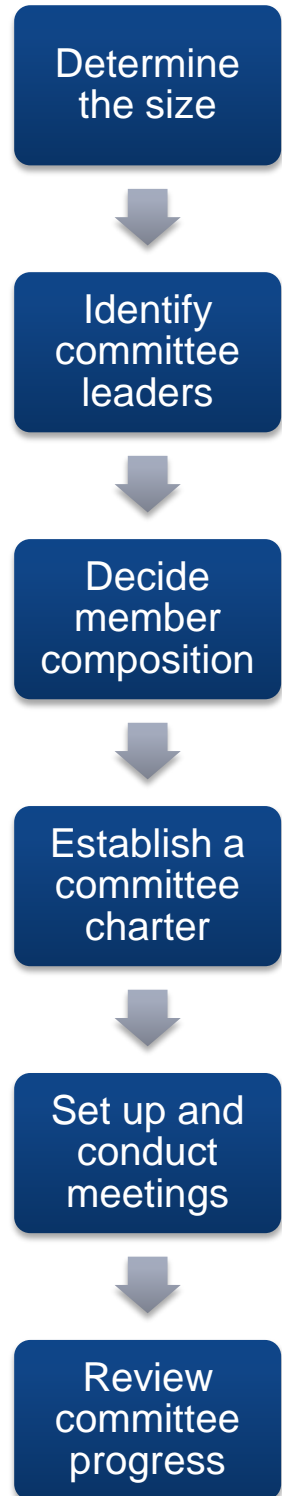 Determine
the size
Identify
committee
leaders
Decide
member
composition
Establish a
committee
charter
Set up and
conduct
meetings
Review
committee
progress